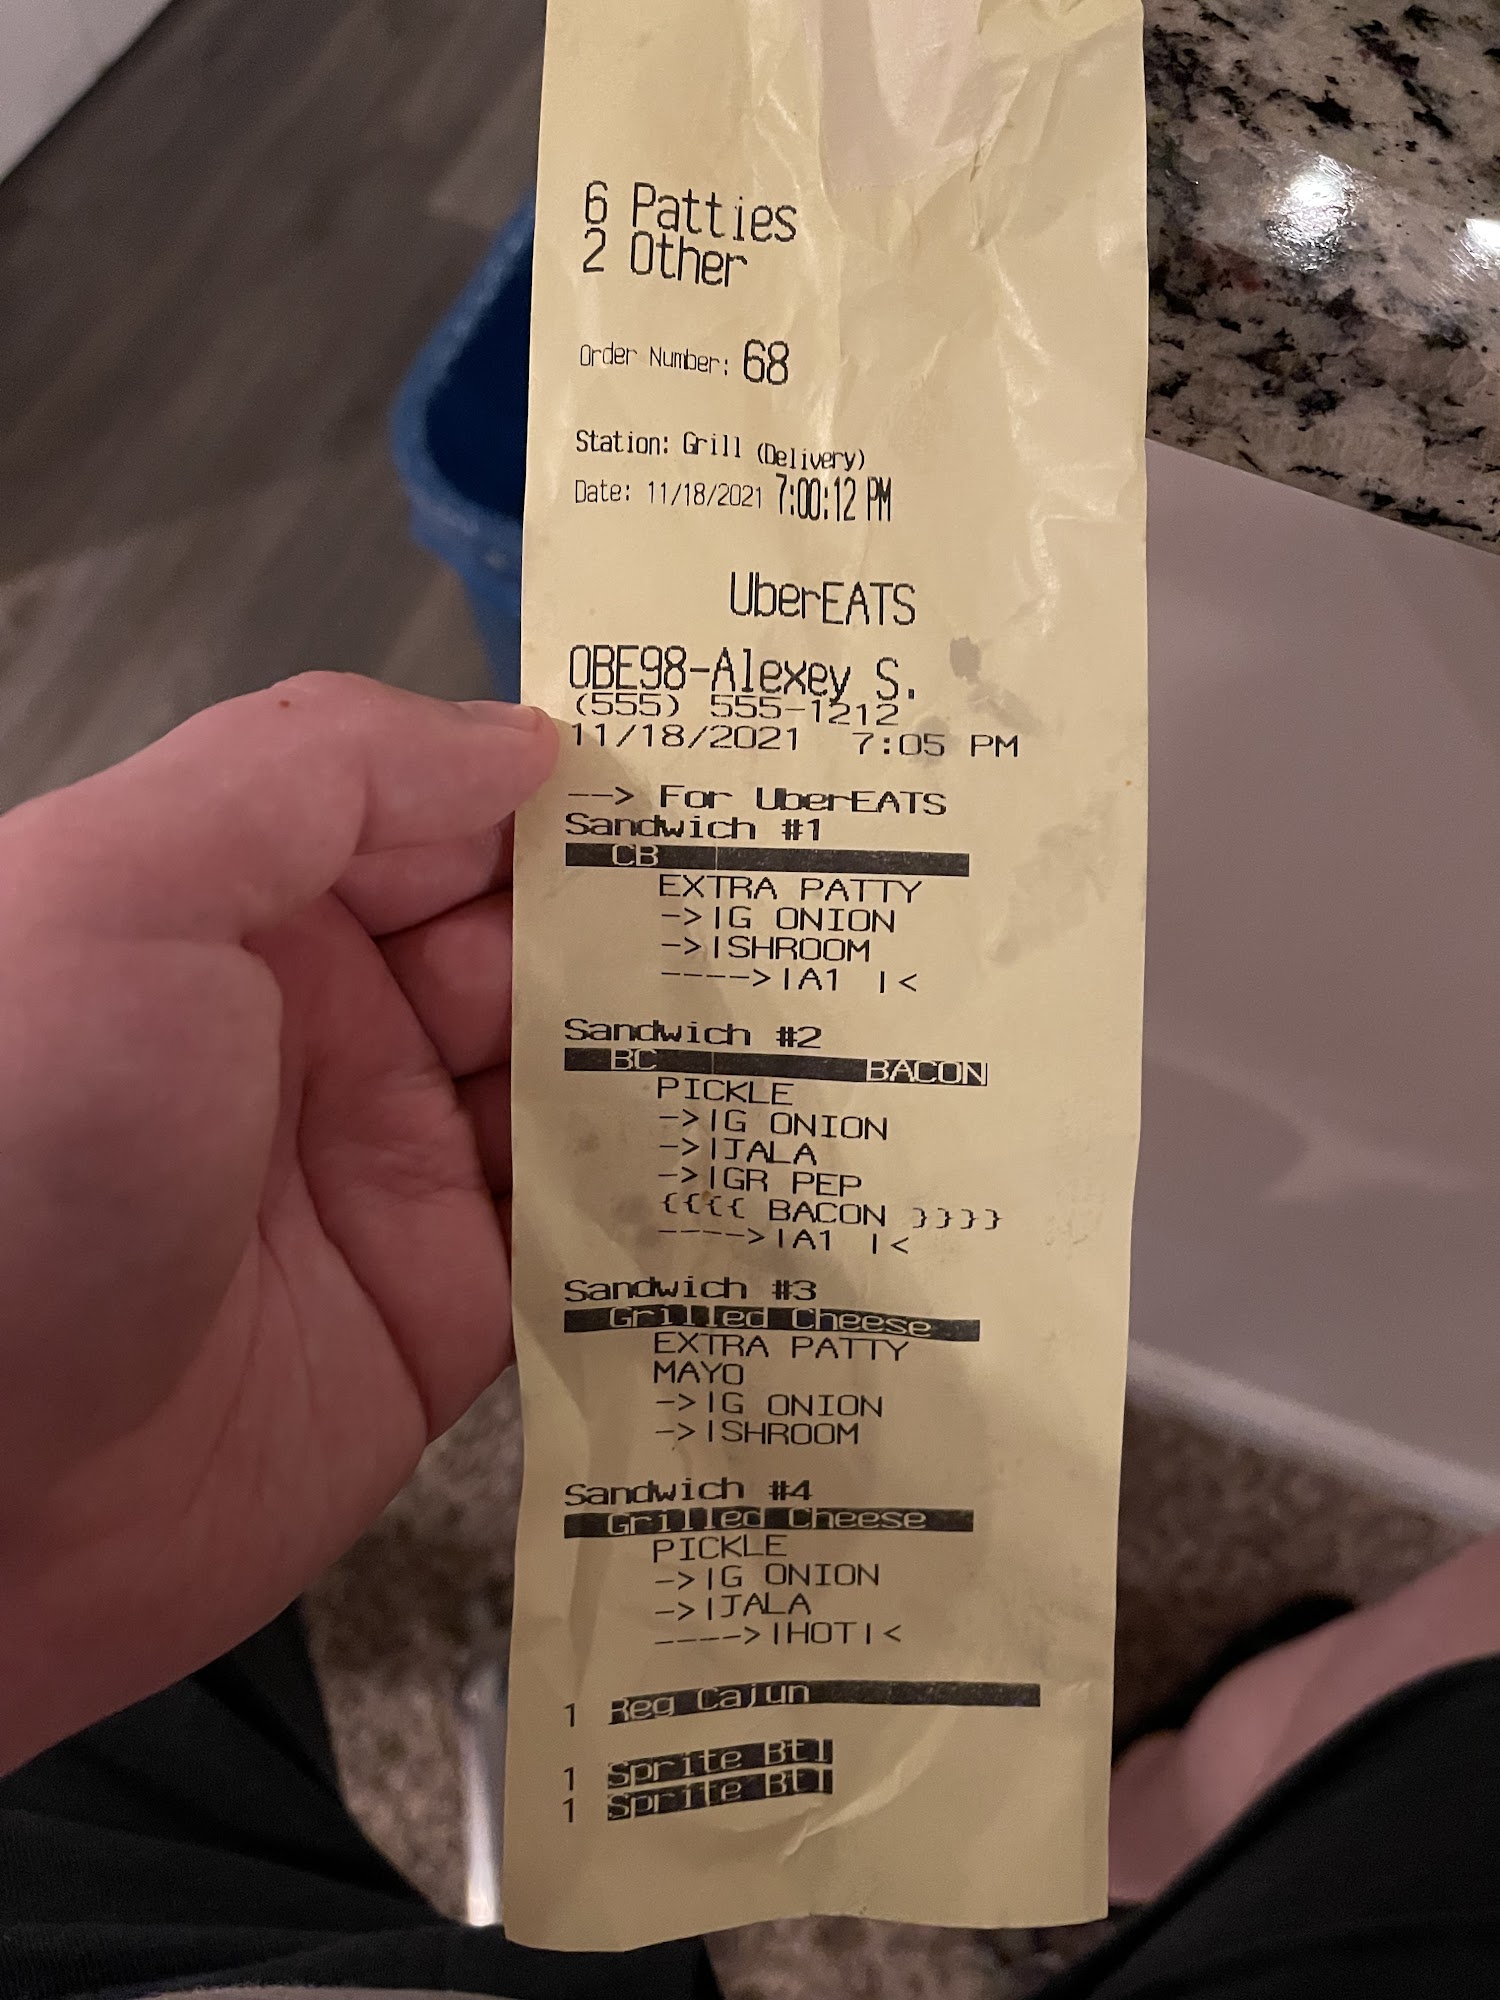 6 Patties
2 Other
Order Number: 68
Station: Grill (Delivery)
Date: 11/18/2021 7:00:12 PM
UberEATS
0BE98-Alexey S.
(555) 555-1212
11/18/2021 7:05 PM
--> For UberEATS
Sandwich #1
CB
EXTRA PATTY
->|G ONION
->|SHROOM
---->|A1 |<
Sandwich #2
BC BACON
PICKLE
->|G ONION
->|JALA
->|GR PEP
{{{{ BACON }}}}
---->|A1 |<
Sandwich #3
Grilled Cheese
EXTRA PATTY
MAYO
->|G ONION
->|SHROOM
Sandwich #4
Grilled Cheese
PICKLE
->|G ONION
->|JALA
---->|HOT|<
1 Reg Cajun
1 Sprite Btl
1 Sprite Btl